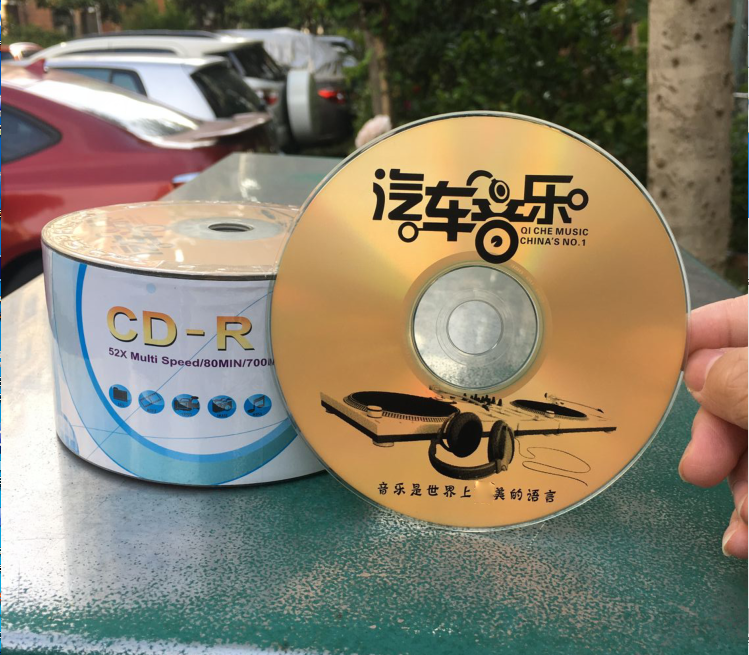 汽车音乐
QI CHE MUSIC
CHINA'S NO.1
CD-R
52X Multi Speed/80MIN/700
音乐是世界上 美的语言